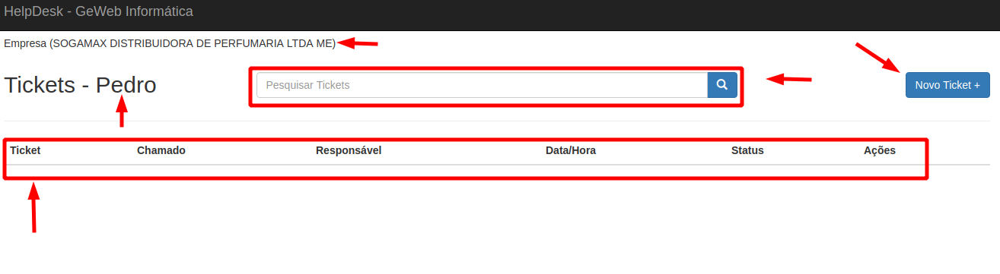 HelpDesk - GeWeb Informática
Empresa (SOGAMAX DISTRIBUIDORA DE PERFUMARIA LTDA ME)
Tickets - Pedro
Pesquisar Tickets
Novo Ticket +
Ticket Chamado Responsável Data/Hora Status Ações